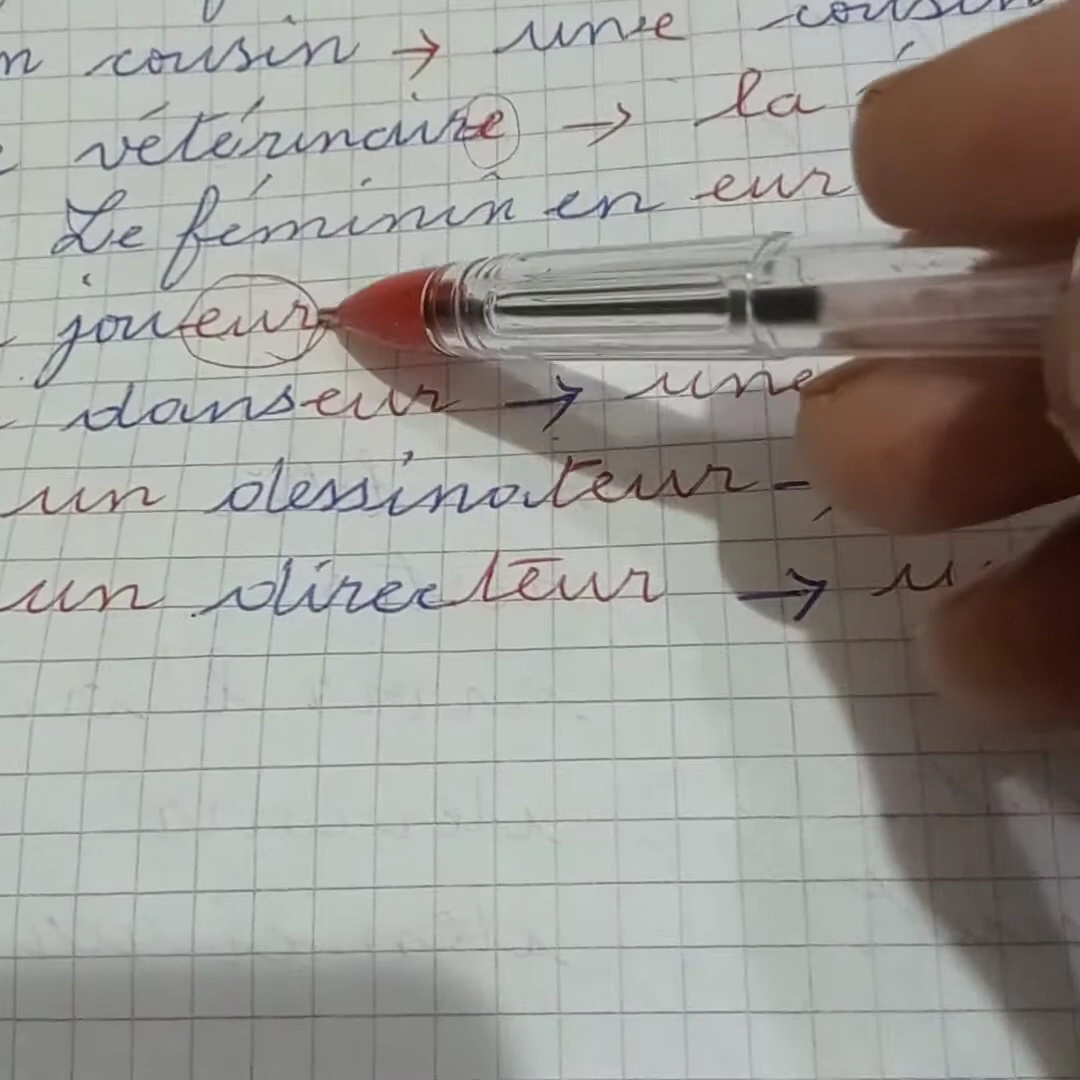 n cousin → une cousin
vétérinaire → la
Le féminin en eur
joueur
danseur → une
un dessinateur -
un directeur → u